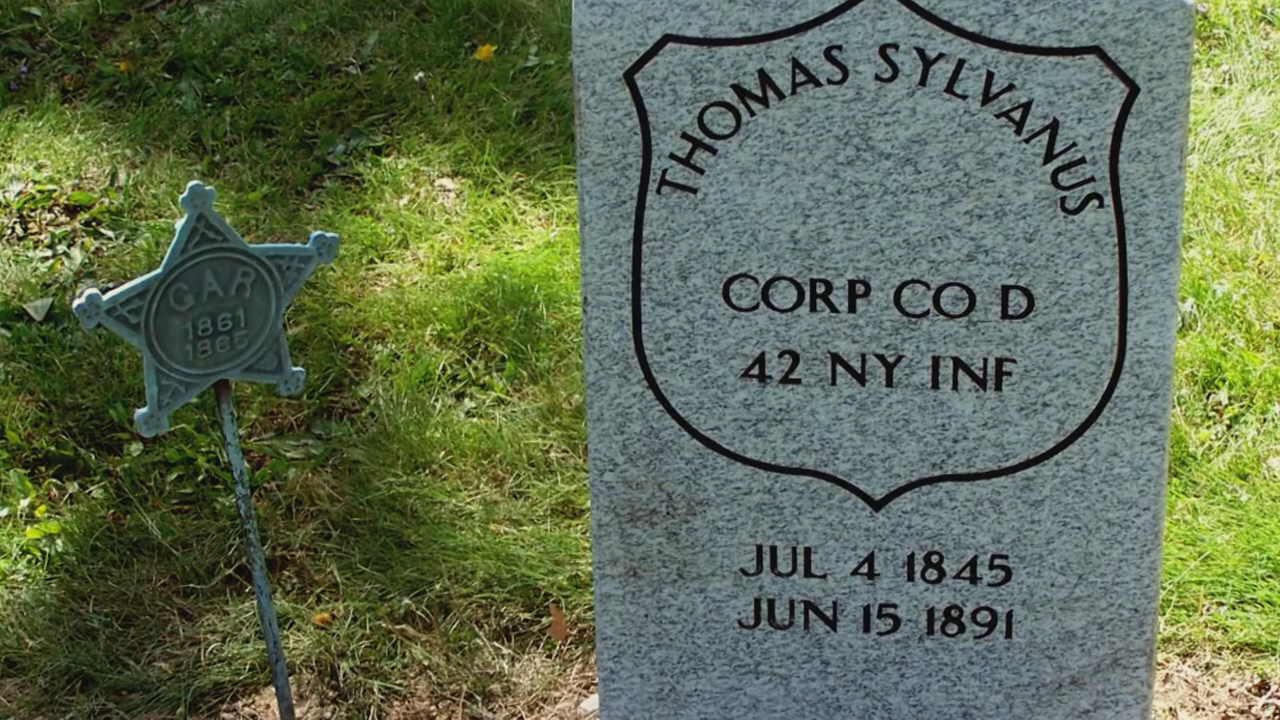 GAR
1861
1865
THOMAS SYLVANUS
CORP CO D
42 NY INF
JUL 4 1845
JUN 15 1891